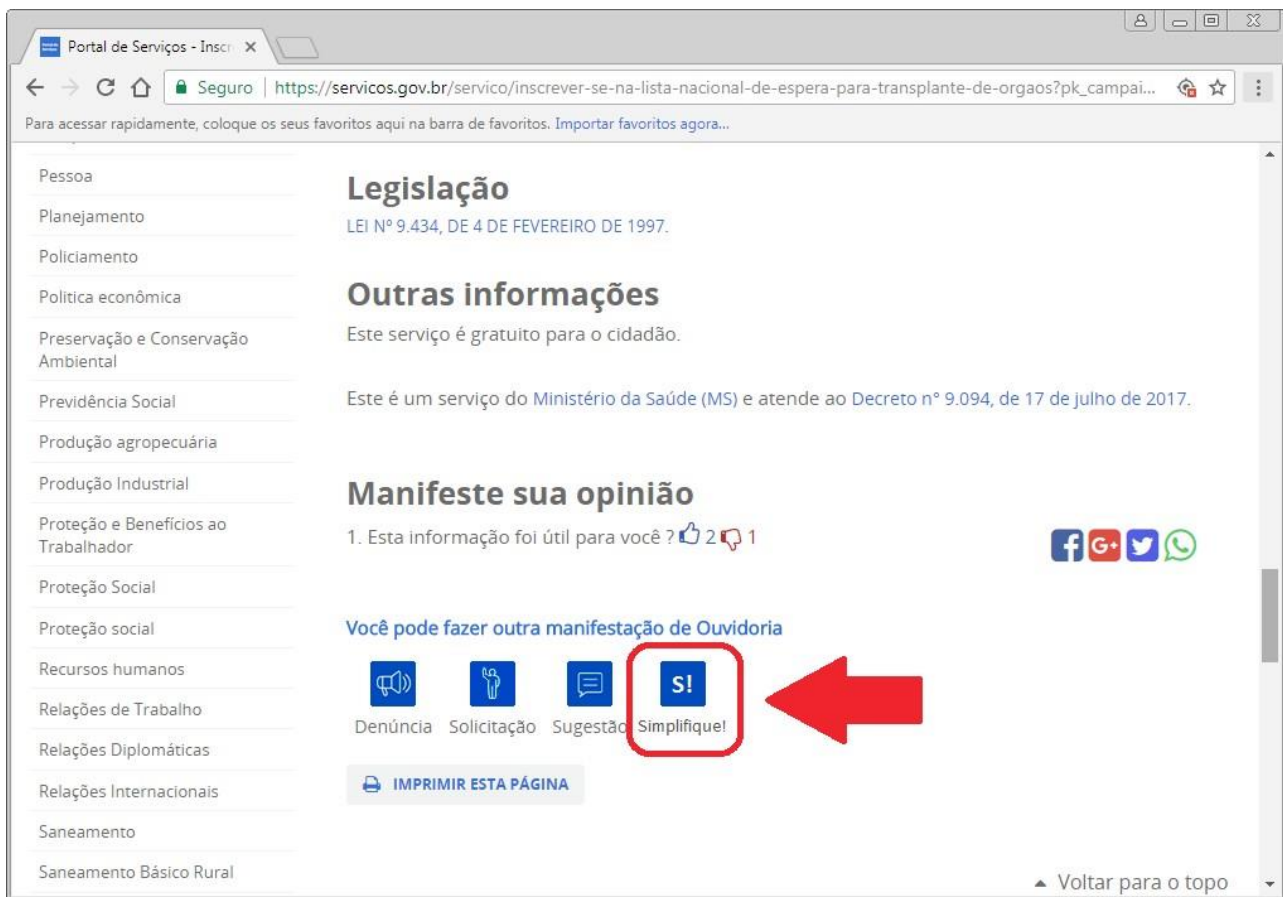 Portal de Serviços - Inscr
Seguro | https://servicos.gov.br/servico/inscrever-se-na-lista-nacional-de-espera-para-transplante-de-orgaos?pk_campai...
Para acessar rapidamente, coloque os seus favoritos aqui na barra de favoritos. Importar favoritos agora...
Pessoa
Planejamento
Policiamento
Politica econômica
Preservação e Conservação
Ambiental
Previdência Social
Produção agropecuária
Produção Industrial
Proteção e Benefícios ao
Trabalhador
Proteção Social
Proteção social
Recursos humanos
Relações de Trabalho
Relações Diplomáticas
Relações Internacionais
Saneamento
Saneamento Básico Rural
Legislação
LEI Nº 9.434, DE 4 DE FEVEREIRO DE 1997.
Outras informações
Este serviço é gratuito para o cidadão.
Este é um serviço do Ministério da Saúde (MS) e atende ao Decreto n° 9.094, de 17 de julho de 2017.
Manifeste sua opinião
1. Esta informação foi útil para você ? 2 1
f G+
Você pode fazer outra manifestação de Ouvidoria
S!
Denúncia Solicitação Sugestão Simplifique!
IMPRIMIR ESTA PÁGINA
Voltar para o topo